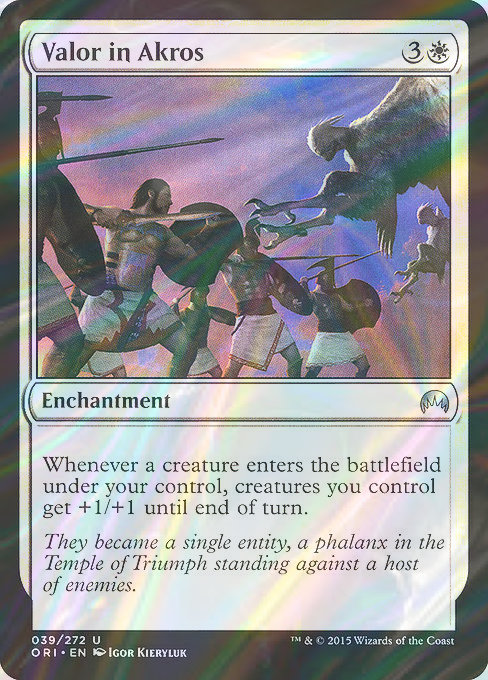 Valor in Akros 3
Enchantment
Whenever a creature enters the battlefield
under your control, creatures you control
get +1/+1 until end of turn.
They became a single entity, a phalanx in the
Temple of Triumph standing against a host
of enemies.
039/272 U
ORI • EN Igor Kieryluk
™ & © 2015 Wizards of the Coast